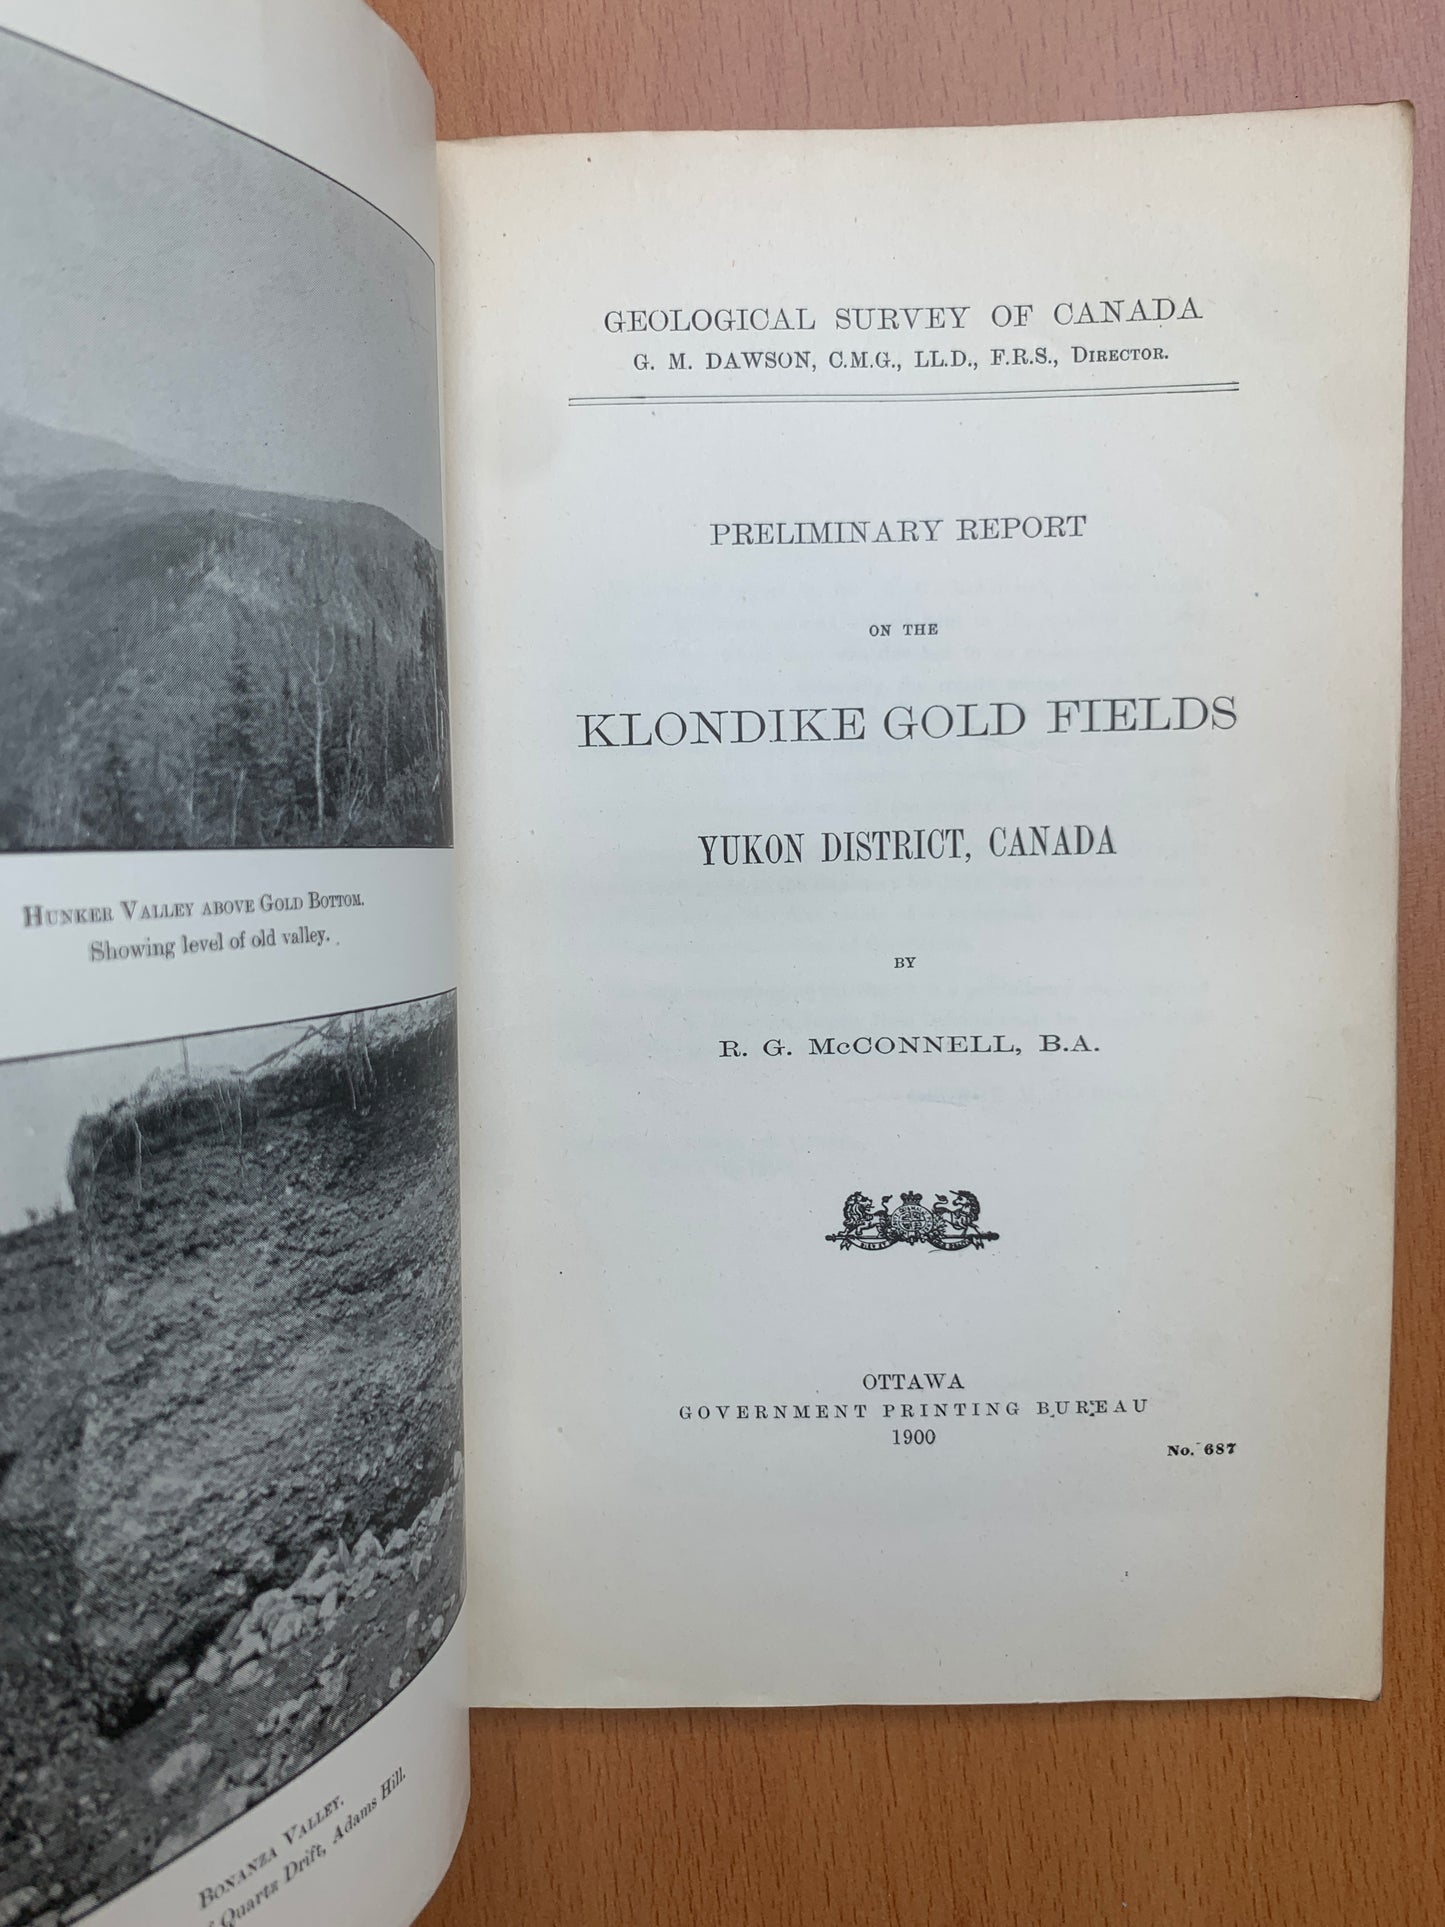 HUNKER VALLEY ABOVE GOLD BOTTOM.
Showing level of old valley.
BONANZA VALLEY.
Quartz Drift, Adams Hill.
GEOLOGICAL SURVEY OF CANADA
G. M. DAWSON, C.M.G., LL.D., F.R.S., DIRECTOR.
PRELIMINARY REPORT
ON THE
KLONDIKE GOLD FIELDS
YUKON DISTRICT, CANADA
BY
R. G. McCONNELL, B.A.
OTTAWA
GOVERNMENT PRINTING BUREAU
1900
No. 687